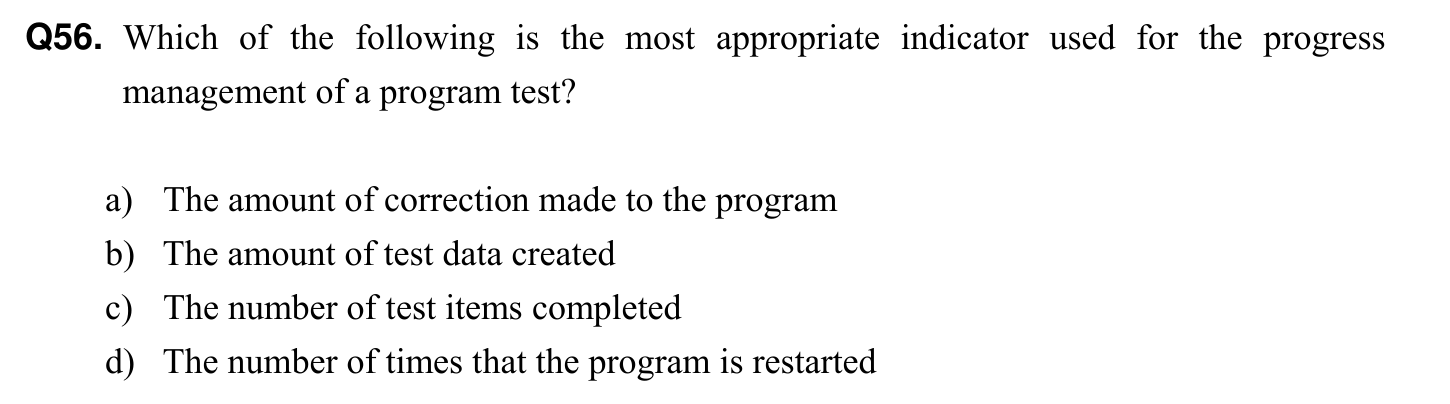 Q56. Which of the following is the most appropriate indicator used for the progress
management of a program test?
a) The amount of correction made to the program
b) The amount of test data created
c) The number of test items completed
d) The number of times that the program is restarted